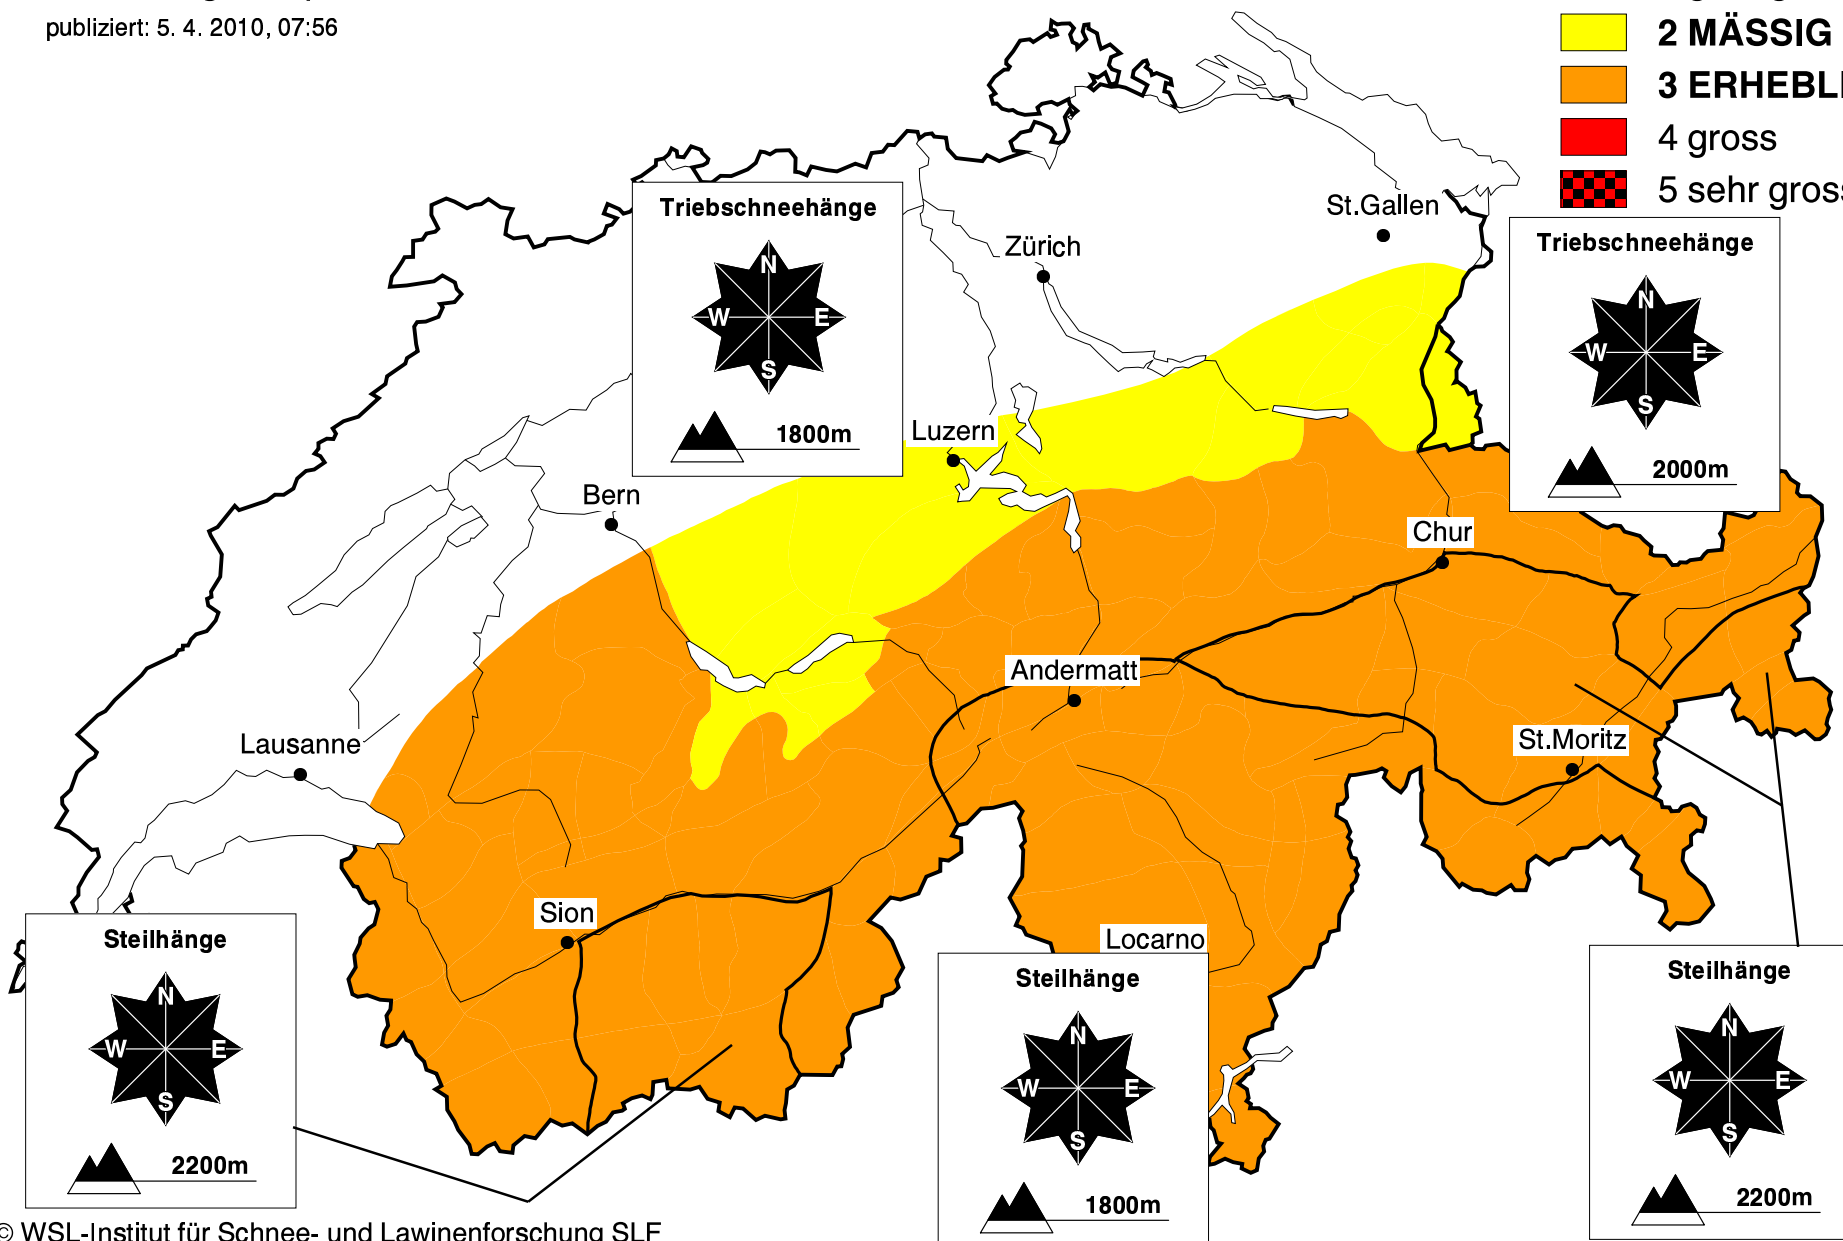 publiziert: 5. 4. 2010, 07:56
2 MÄSSIG
4 gross
5 sehr
Triebschneehänge
N
W E
S
1800m
Triebschneehänge
N
W E
S
2000m
St.Gallen
Zürich
Luzern
Bern
Chur
Andermatt
St.Moritz
Lausanne
Sion
Locarno
Steilhänge
N
W E
S
2200m
Steilhänge
N
W E
S
1800m
Steilhänge
N
W E
S
2200m
© WSL-Institut für Schnee- und Lawinenforschung SLF
3